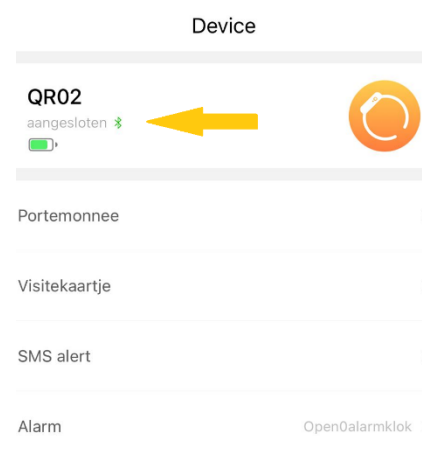 Device
QR02
aangesloten
Portemonnee
Visitekaartje
SMS alert
Alarm
Open0alarmklok